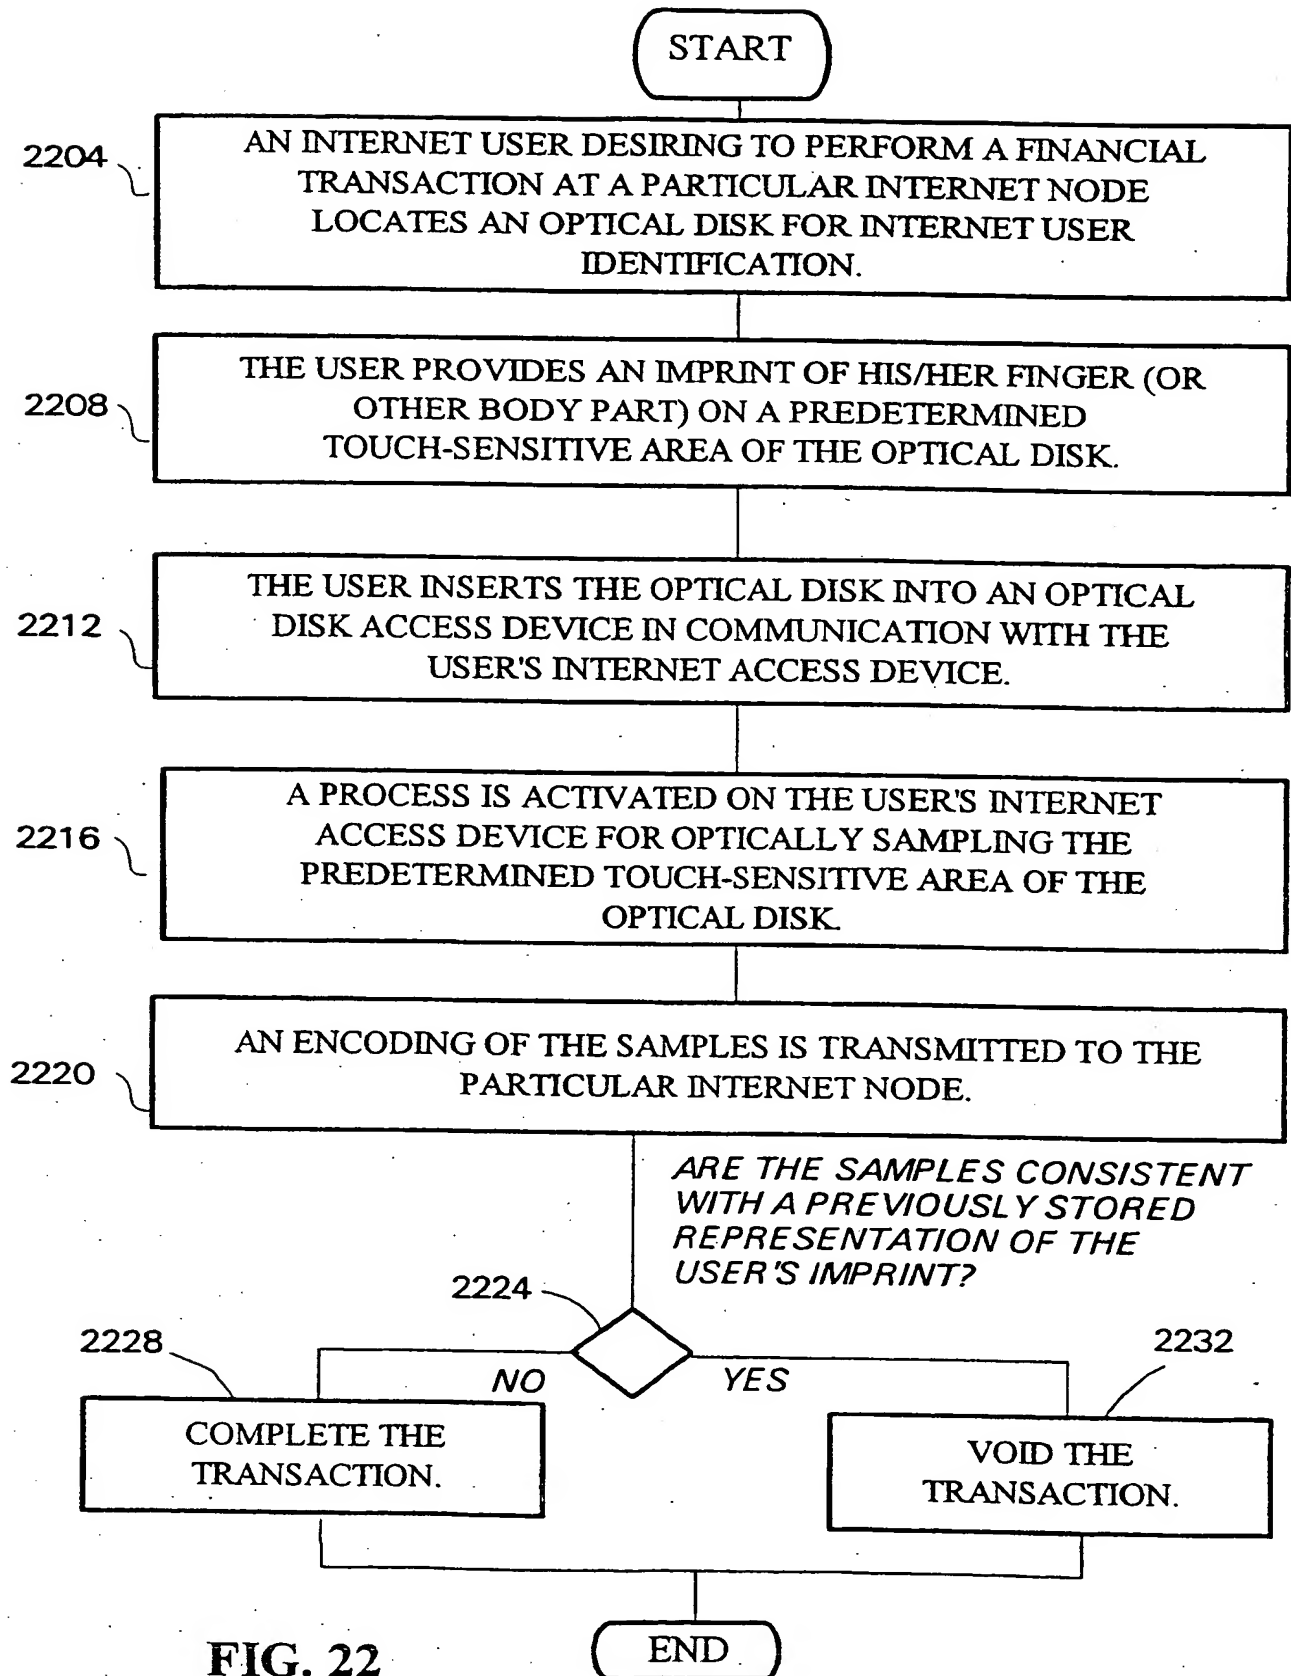 START
2204
AN INTERNET USER DESIRING TO PERFORM A FINANCIAL
TRANSACTION AT A PARTICULAR INTERNET NODE
LOCATES AN OPTICAL DISK FOR INTERNET USER
IDENTIFICATION.
2208
THE USER PROVIDES AN IMPRINT OF HIS/HER FINGER (OR
OTHER BODY PART) ON A PREDETERMINED
TOUCH-SENSITIVE AREA OF THE OPTICAL DISK.
2212
THE USER INSERTS THE OPTICAL DISK INTO AN OPTICAL
DISK ACCESS DEVICE IN COMMUNICATION WITH THE
USER'S INTERNET ACCESS DEVICE.
2216
A PROCESS IS ACTIVATED ON THE USER'S INTERNET
ACCESS DEVICE FOR OPTICALLY SAMPLING THE
PREDETERMINED TOUCH-SENSITIVE AREA OF THE
OPTICAL DISK.
2220
AN ENCODING OF THE SAMPLES IS TRANSMITTED TO THE
PARTICULAR INTERNET NODE.
ARE THE SAMPLES CONSISTENT
WITH A PREVIOUSLY STORED
REPRESENTATION OF THE
USER'S IMPRINT?
2224
2228
2232
NO
YES
COMPLETE THE
TRANSACTION.
VOID THE
TRANSACTION.
END
FIG. 22